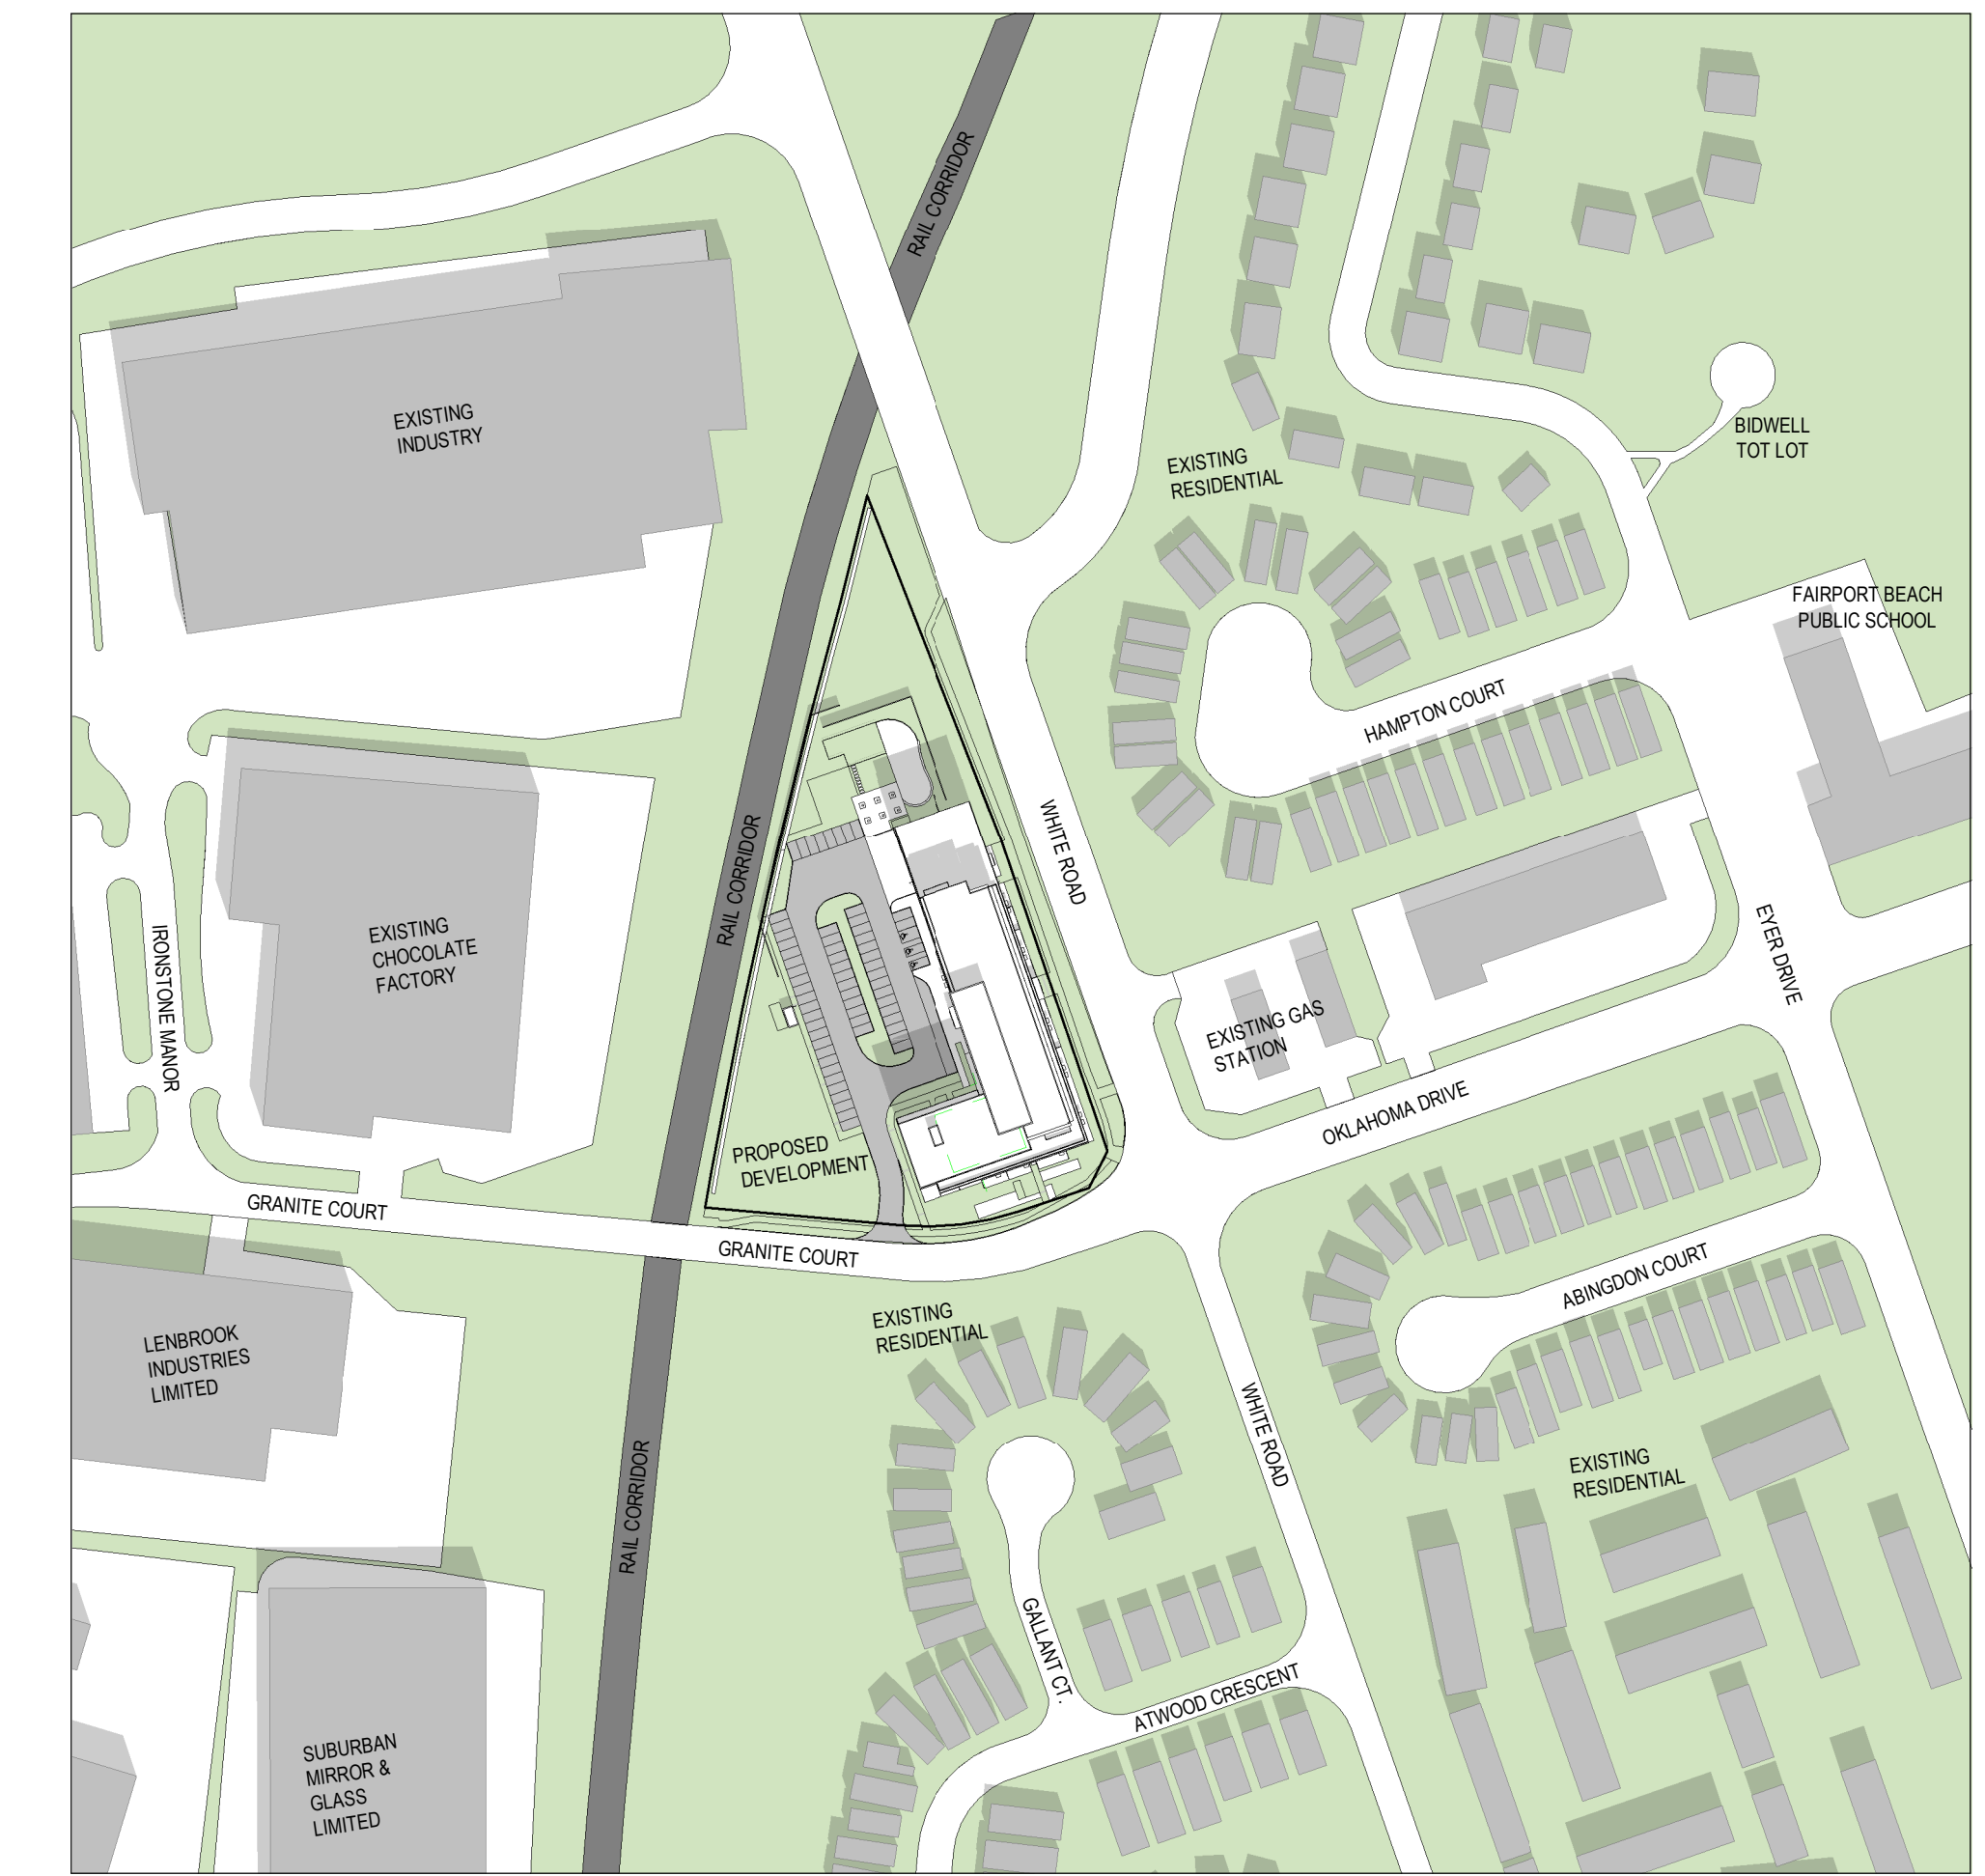 RAIL CORRIDOR
EXISTING
INDUSTRY
BIDWELL
TOT LOT
EXISTING
RESIDENTIAL
FAIRPORT BEACH
PUBLIC SCHOOL
HAMPTON COURT
WHITE ROAD
RAIL CORRIDOR
EXISTING
CHOCOLATE
FACTORY
IRONSTONE MANOR
EYER DRIVE
EXISTING GAS
STATION
OKLAHOMA DRIVE
PROPOSED
DEVELOPMENT
GRANITE COURT
GRANITE COURT
ABINGDON COURT
EXISTING
RESIDENTIAL
LENBROOK
INDUSTRIES
LIMITED
WHITE ROAD
EXISTING
RESIDENTIAL
RAIL CORRIDOR
GALLANT CT.
ATWOOD CRESCENT
SUBURBAN
MIRROR &
GLASS
LIMITED